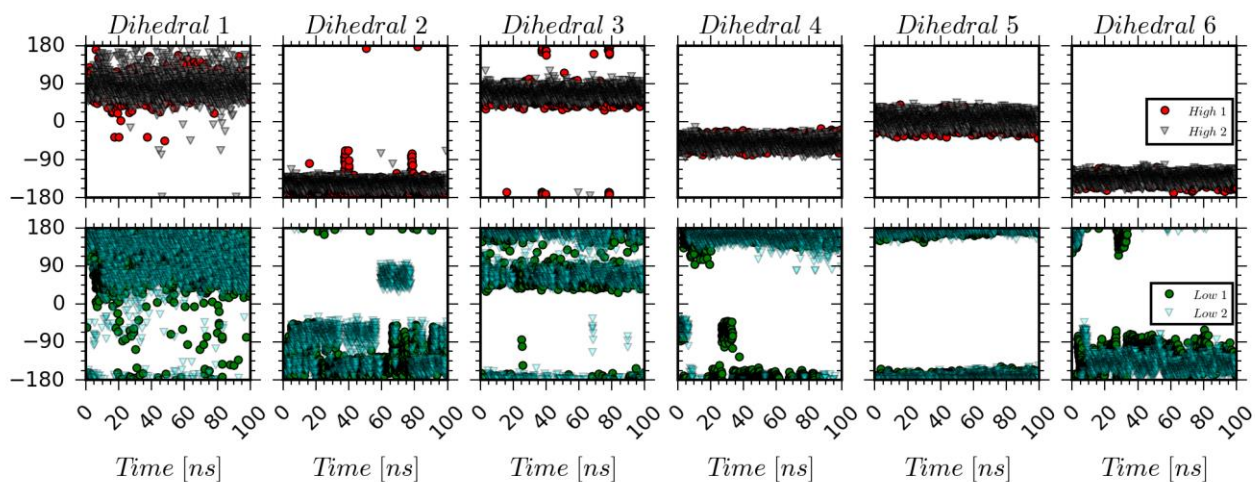 Dihedral 1 Dihedral 2 Dihedral 3 Dihedral 4 Dihedral 5 Dihedral 6
180
90
0
−90
−180
High 1
High 2
180
90
0
−90
−180
Low 1
Low 2
0 20 40 60 80 100 0 20 40 60 80 100 0 20 40 60 80 100 0 20 40 60 80 100 0 20 40 60 80 100 0 20 40 60 80 100
Time [ns] Time [ns] Time [ns] Time [ns] Time [ns] Time [ns]